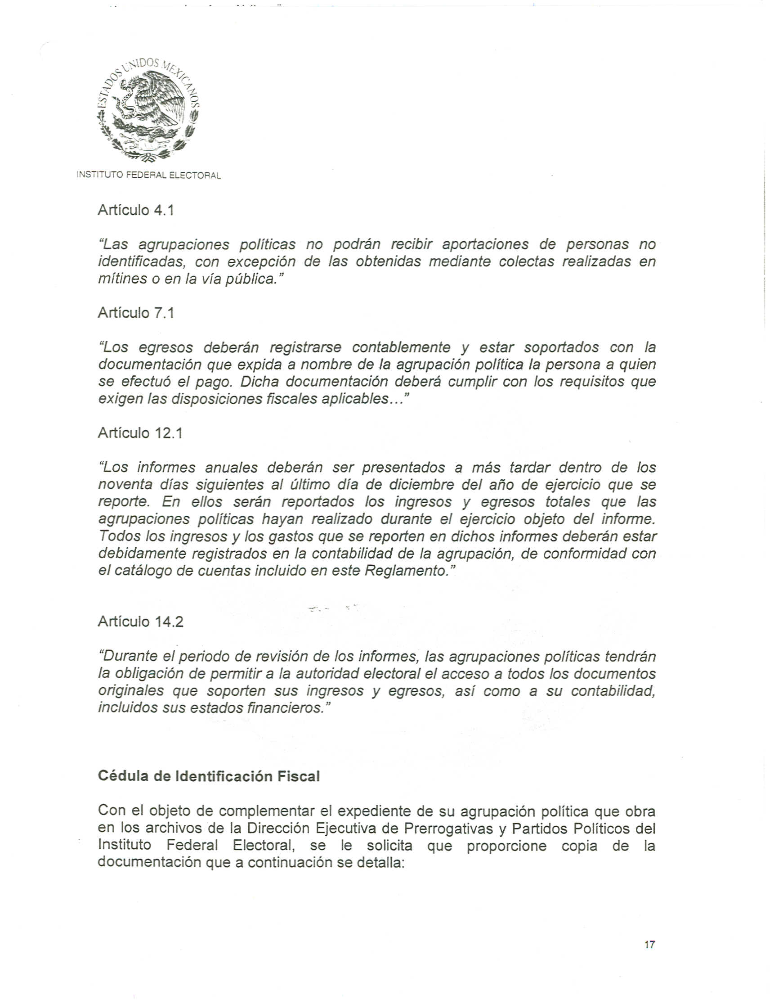 ESTADOS UNIDOS MEXICANOS
INSTITUTO FEDERAL ELECTORAL
Artículo 4.1
“Las agrupaciones políticas no podrán recibir aportaciones de personas no
identificadas, con excepción de las obtenidas mediante colectas realizadas en
mítines o en la vía pública.”
Artículo 7.1
“Los egresos deberán registrarse contablemente y estar soportados con la
documentación que expida a nombre de la agrupación política la persona a quien
se efectuó el pago. Dicha documentación deberá cumplir con los requisitos que
exigen las disposiciones fiscales aplicables...”
Artículo 12.1
“Los informes anuales deberán ser presentados a más tardar dentro de los
noventa días siguientes al último día de diciembre del año de ejercicio que se
reporte. En ellos serán reportados los ingresos y egresos totales que las
agrupaciones políticas hayan realizado durante el ejercicio objeto del informe.
Todos los ingresos y los gastos que se reporten en dichos informes deberán estar
debidamente registrados en la contabilidad de la agrupación, de conformidad con
el catálogo de cuentas incluido en este Reglamento.”
Artículo 14.2
“Durante el periodo de revisión de los informes, las agrupaciones políticas tendrán
la obligación de permitir a la autoridad electoral el acceso a todos los documentos
originales que soporten sus ingresos y egresos, así como a su contabilidad,
incluidos sus estados financieros.”
Cédula de Identificación Fiscal
Con el objeto de complementar el expediente de su agrupación política que obra
en los archivos de la Dirección Ejecutiva de Prerrogativas y Partidos Políticos del
Instituto Federal Electoral, se le solicita que proporcione copia de la
documentación que a continuación se detalla:
17